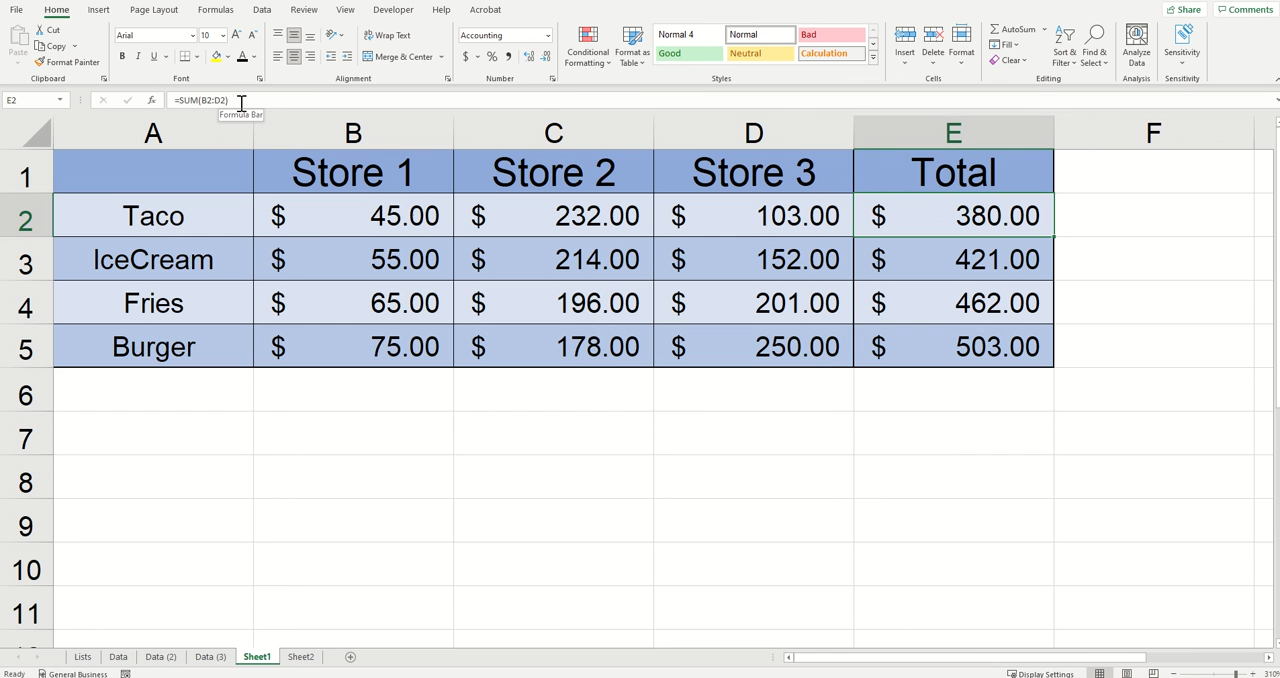 File Home Insert Page Layout Formulas Data Review View Developer Help Acrobat Share Comments
Paste Cut Copy Format Painter Clipboard
Arial 10 A A B I U A Font
Wrap Text Merge & Center Alignment
Accounting $ % , Number
Conditional Formatting Format as Table
Normal 4 Normal Bad
Good Neutral Calculation
Styles
Insert Delete Format Cells
AutoSum Fill Clear Sort & Filter Find & Select Editing
Analyze Data Analysis
Sensitivity Sensitivity
E2 fx =SUM(B2:D2)
Formula Bar
A B C D E F
1 Store 1 Store 2 Store 3 Total
2 Taco $ 45.00 $ 232.00 $ 103.00 $ 380.00
3 IceCream $ 55.00 $ 214.00 $ 152.00 $ 421.00
4 Fries $ 65.00 $ 196.00 $ 201.00 $ 462.00
5 Burger $ 75.00 $ 178.00 $ 250.00 $ 503.00
6
7
8
9
10
11
Lists Data Data (2) Data (3) Sheet1 Sheet2
Ready General Business Display Settings